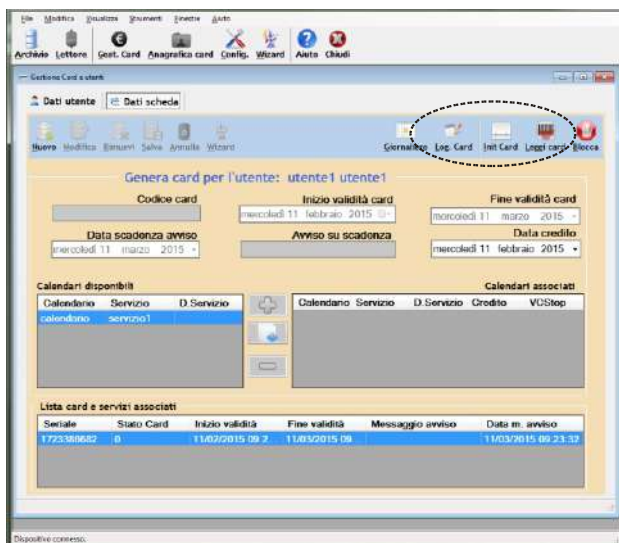 File Modifica Visualizza Strumenti Finestre Aiuto
Archivio Lettore Gest. Card Anagrafica card Config. Wizard Aiuto Chiudi
Gestione Card e utenti
Dati utente Dati scheda
Nuovo Modifica Rimuovi Salva Annulla Wizard Giornaliero Log. Card Init Card Leggi card Blocca
Genera card per l'utente: utente1 utente1
Codice card Inizio validità card Fine validità card
mercoledì 11 febbraio 2015 mercoledì 11 marzo 2015
Data scadenza avviso Avviso su scadenza Data credito
mercoledì 11 marzo 2015 mercoledì 11 febbraio 2015
Calendari disponibili Calendari associati
Calendario Servizio D.Servizio Calendario Servizio D.Servizio Credito VCStop
calendario servizio1
Lista card e servizi associati
Seriale Stato Card Inizio validità Fine validità Messaggio avviso Data m. avviso
1723380682 0 11/02/2015 09.2... 11/03/2015 09... 11/03/2015 09.23.32
Dispositivo connesso.